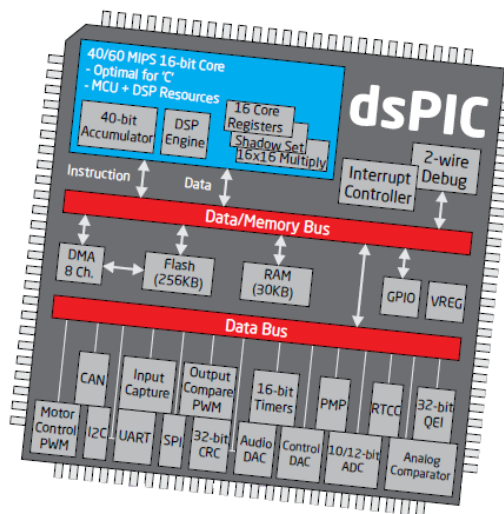 40/60 MIPS 16-bit Core
- Optimal for 'C'
- MCU + DSP Resources
dsPIC
40-bit
Accumulator
DSP
Engine
16 Core
Registers
Shadow Set
16x16 Multiply
2-wire
Debug
Interrupt
Controller
Instruction
Data
Data/Memory Bus
DMA
8 Ch.
Flash
(256KB)
RAM
(30KB)
GPIO
VREG
Data Bus
CAN
Input
Capture
Output
Compare
PWM
16-bit
Timers
PMP
RTCC
32-bit
QEI
Motor
Control
PWM
I2C
UART
SPI
32-bit
CRC
Audio
DAC
Control
DAC
10/12-bit
ADC
Analog
Comparator